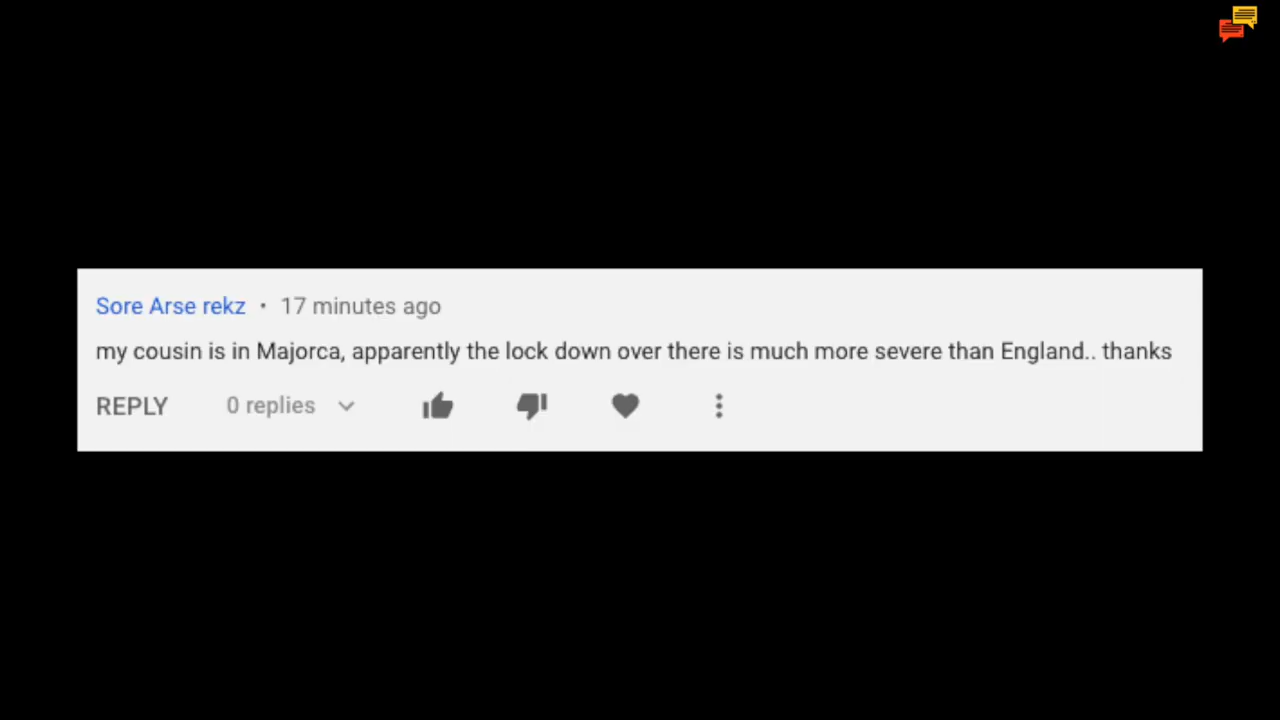 Sore Arse rekz • 17 minutes ago
my cousin is in Majorca, apparently the lock down over there is much more severe than England.. thanks
REPLY 0 replies